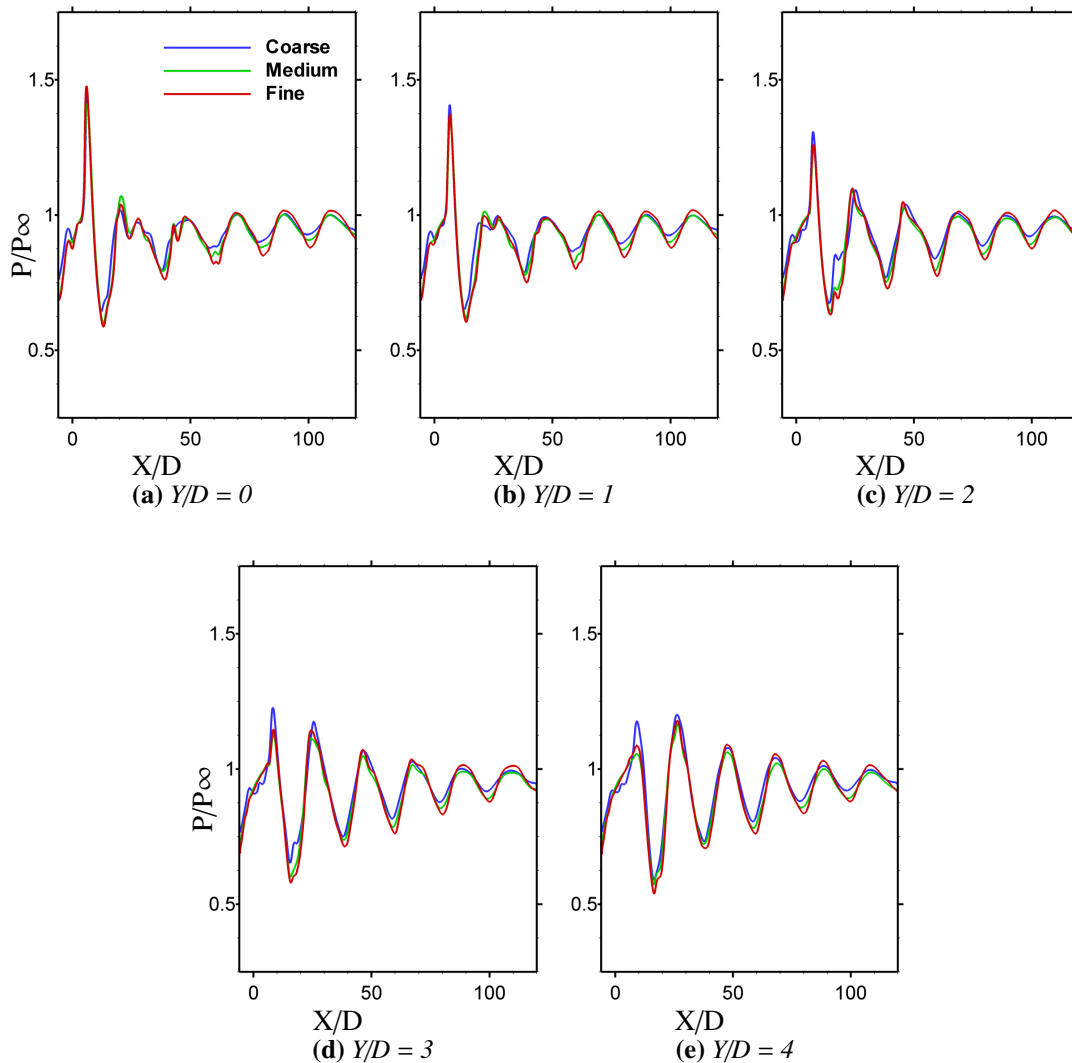 Coarse
Medium
Fine
P/P∞
1.5
1
0.5
0 50 100
X/D
(a) Y/D = 0
1.5
1
0.5
0 50 100
X/D
(b) Y/D = 1
1.5
1
0.5
0 50 100
X/D
(c) Y/D = 2
P/P∞
1.5
1
0.5
0 50 100
X/D
(d) Y/D = 3
P/P∞
1.5
1
0.5
0 50 100
X/D
(e) Y/D = 4